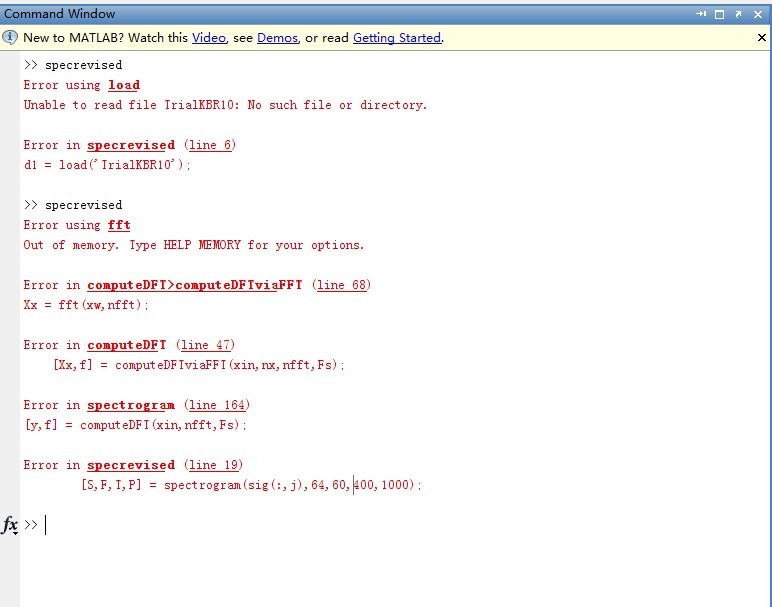 Command Window
New to MATLAB? Watch this Video, see Demos, or read Getting Started.
>> specrevised
Error using load
Unable to read file TrialKBR10: No such file or directory.
Error in specrevised (line 6)
d1 = load('TrialKBR10');
>> specrevised
Error using fft
Out of memory. Type HELP MEMORY for your options.
Error in computeDFT>computeDFTviaFFT (line 68)
Xx = fft(xw,nfft);
Error in computeDFT (line 47)
[Xx,f] = computeDFTviaFFT(xin,nx,nfft,Fs);
Error in spectrogram (line 164)
[y,f] = computeDFT(xin,nfft,Fs);
Error in specrevised (line 19)
[S,F,T,P] = spectrogram(sig(:,j),64,60,400,1000);
fx >>